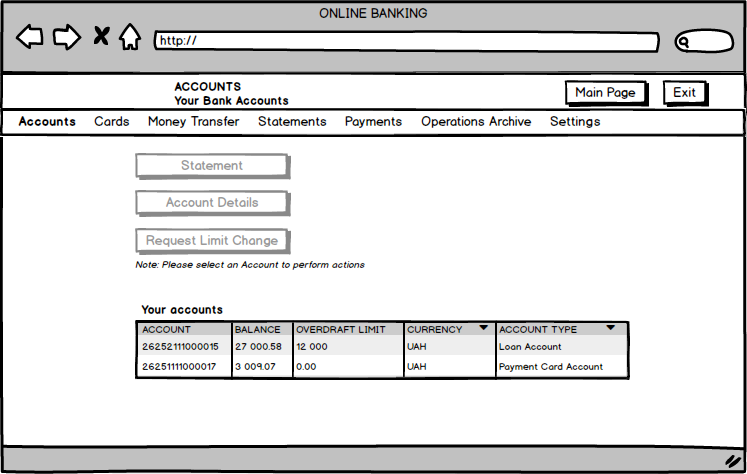 ONLINE BANKING
http://
ACCOUNTS
Your Bank Accounts
Main Page Exit
Accounts Cards Money Transfer Statements Payments Operations Archive Settings
Statement
Account Details
Request Limit Change
Note: Please select an Account to perform actions
Your accounts
ACCOUNT BALANCE OVERDRAFT LIMIT CURRENCY ACCOUNT TYPE
26252111000015 27 000.58 12 000 UAH Loan Account
26251111000017 3 009.07 0.00 UAH Payment Card Account